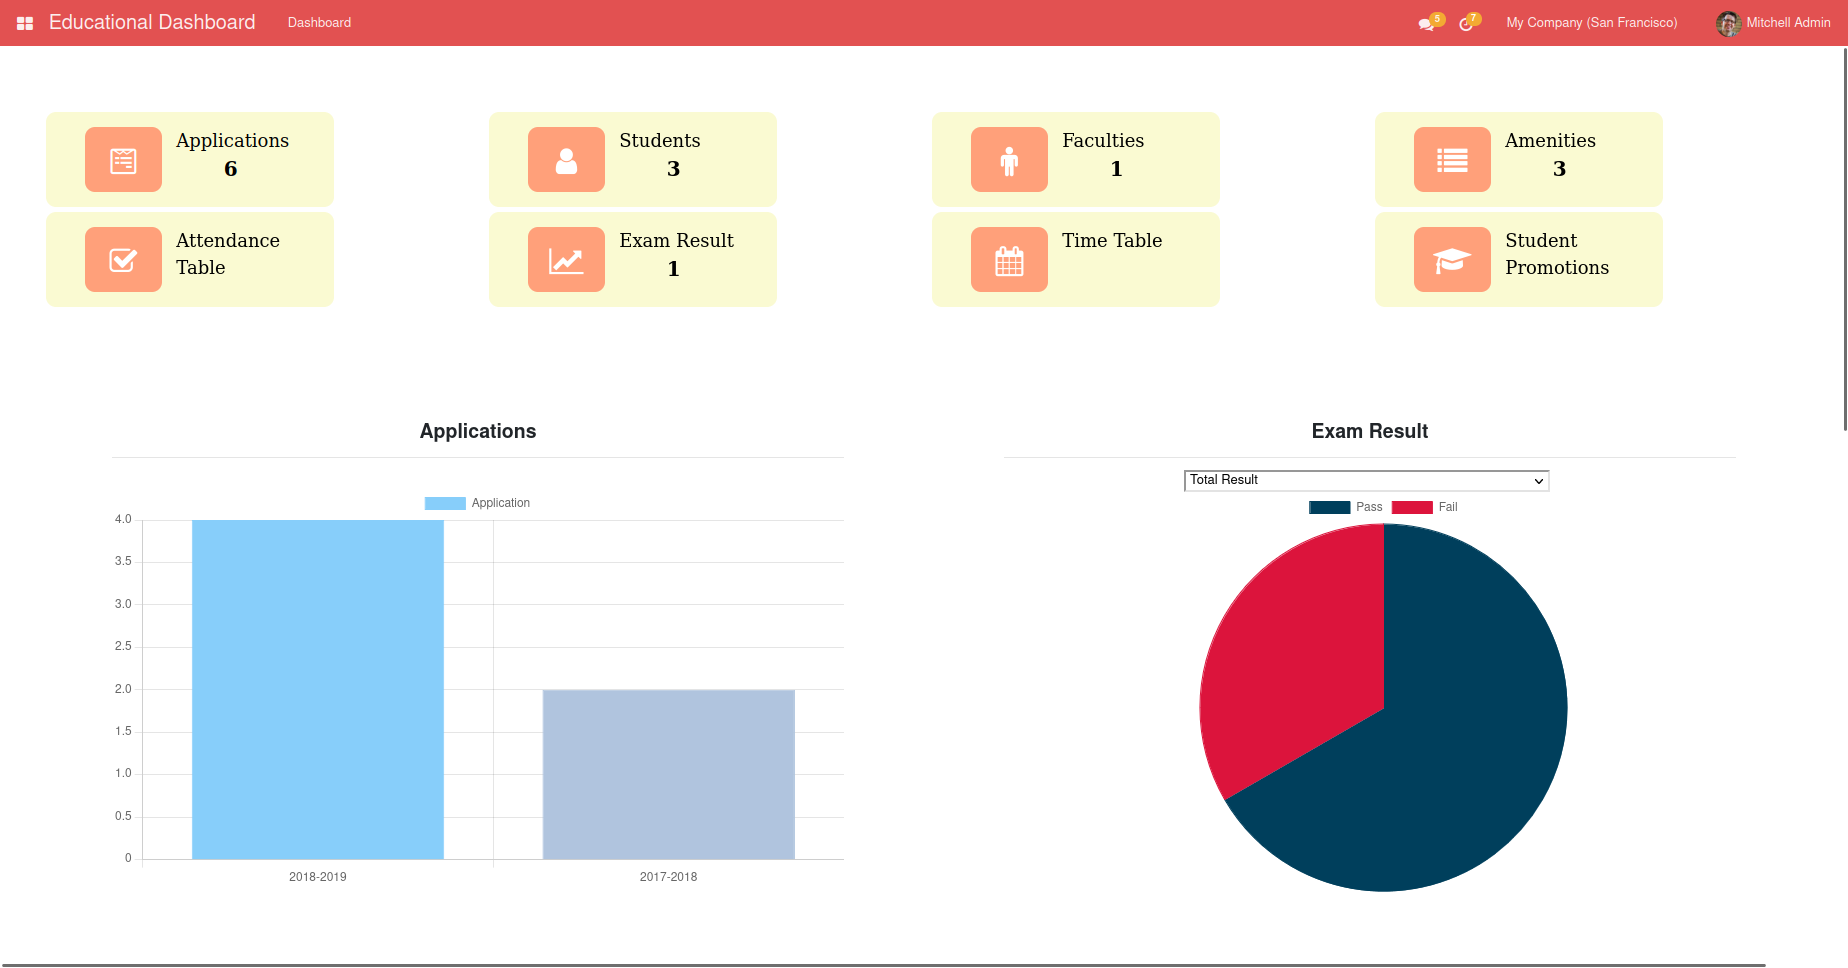 Educational Dashboard
Dashboard
5
7
My Company (San Francisco)
Mitchell Admin
Applications
6
Students
3
Faculties
1
Amenities
3
Attendance
Table
Exam Result
1
Time Table
Student
Promotions
Applications
Application
4.0
3.5
3.0
2.5
2.0
1.5
1.0
0.5
0
2018-2019
2017-2018
Exam Result
Total Result
Pass
Fail